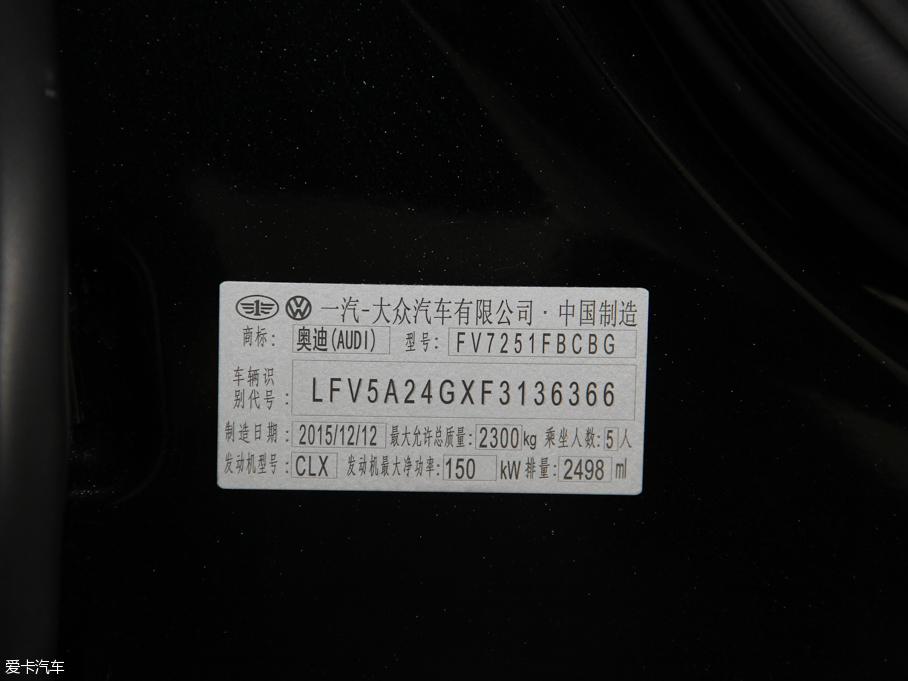 一汽-大众汽车有限公司·中国制造
商标: 奥迪(AUDI) 型号: FV7251FBCBG
车辆识
别代号: LFV5A24GXF3136366
制造日期: 2015/12/12 最大允许总质量: 2300kg 乘坐人数: 5人
发动机型号: CLX 发动机最大净功率: 150 kW 排量: 2498 ml
爱卡汽车